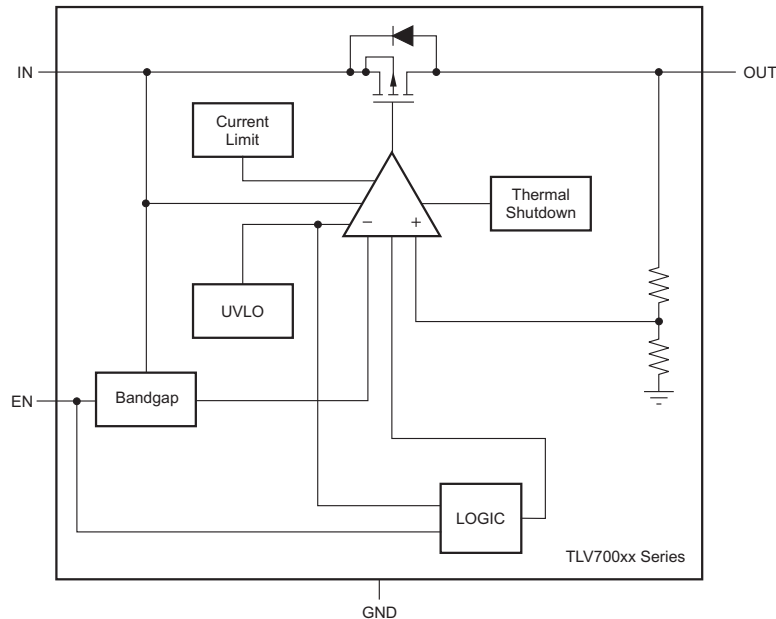 IN
OUT
Current
Limit
Thermal
Shutdown
− +
UVLO
EN
Bandgap
LOGIC
TLV700xx Series
GND